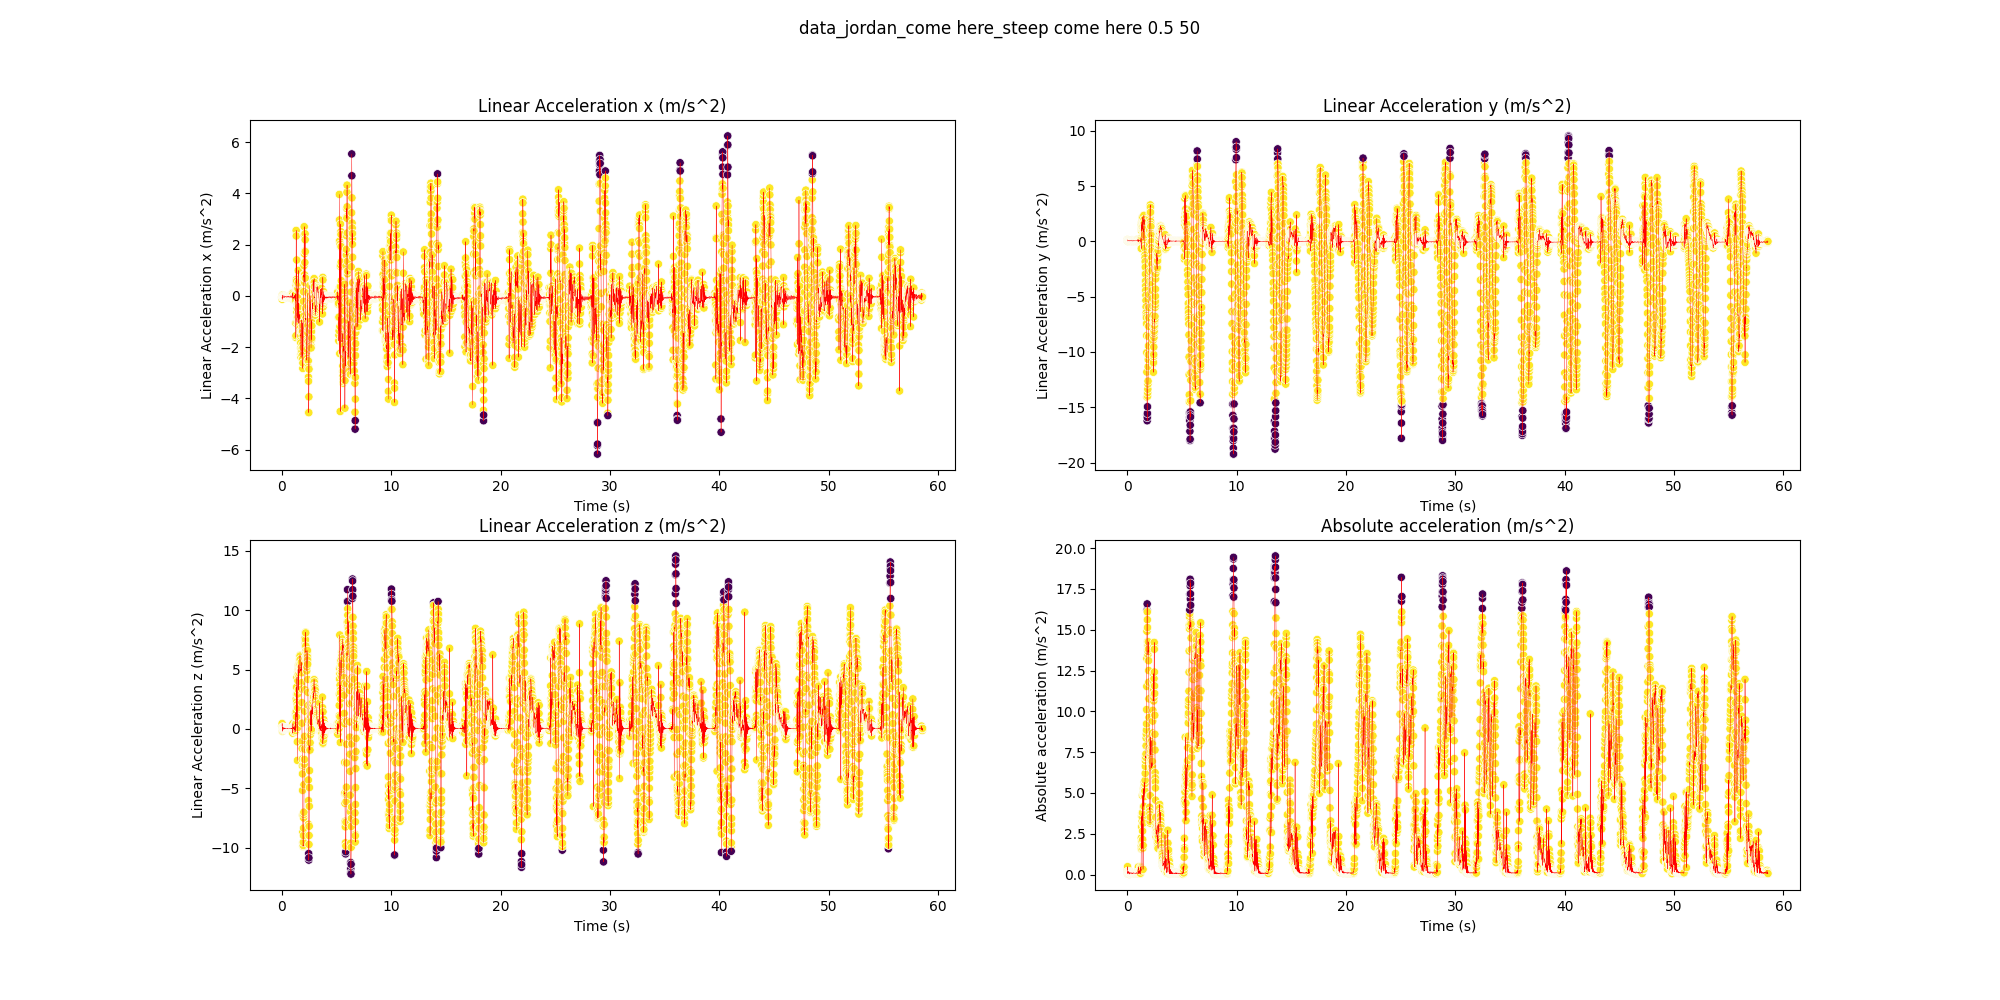 data_jordan_come here_steep come here 0.5 50
Linear Acceleration x (m/s^2)
Linear Acceleration x (m/s^2)
6
4
2
0
−2
−4
−6
0 10 20 30 40 50 60
Time (s)
Linear Acceleration y (m/s^2)
Linear Acceleration y (m/s^2)
10
5
0
−5
−10
−15
−20
0 10 20 30 40 50 60
Time (s)
Linear Acceleration z (m/s^2)
Linear Acceleration z (m/s^2)
15
10
5
0
−5
−10
0 10 20 30 40 50 60
Time (s)
Absolute acceleration (m/s^2)
Absolute acceleration (m/s^2)
20.0
17.5
15.0
12.5
10.0
7.5
5.0
2.5
0.0
0 10 20 30 40 50 60
Time (s)